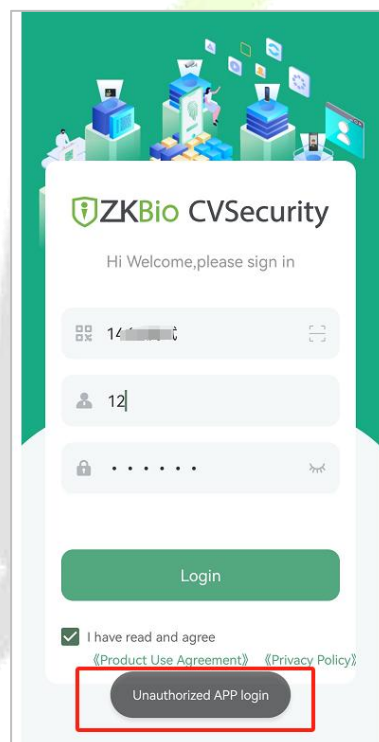 ZKBio CVSecurity
Hi Welcome,please sign in
12
Login
I have read and agree
《Product Use Agreement》 《Privacy Policy》
Unauthorized APP login